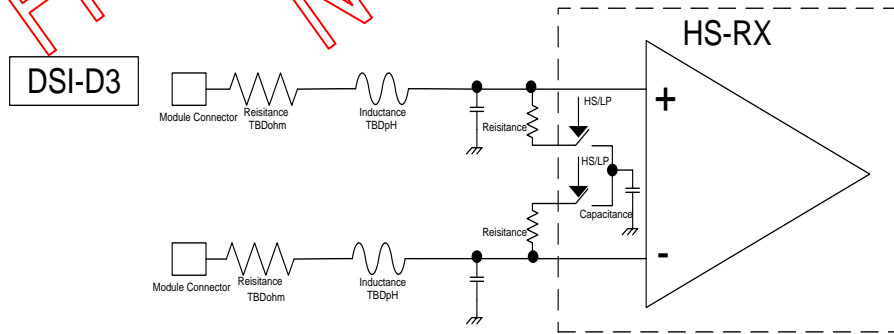 HS-RX
DSI-D3
Module Connector
Reisitance
TBDohm
Inductance
TBDpH
Reisitance
HS/LP
+
HS/LP
Capacitance
Reisitance
-
Module Connector
Reisitance
TBDohm
Inductance
TBDpH